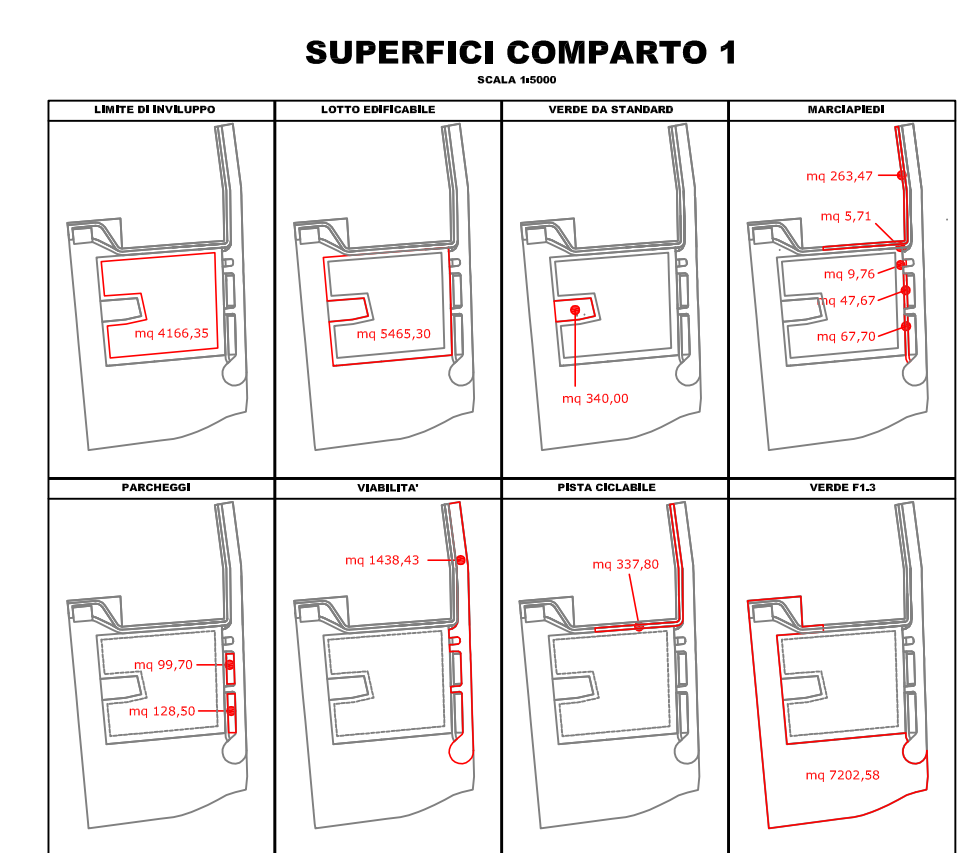 SUPERFICI COMPARTO 1
SCALA 1:5000
LIMITE DI INVILUPPO
LOTTO EDIFICABILE
VERDE DA STANDARD
MARCIAPIEDI
mq 4166,35
mq 5465,30
mq 340,00
mq 263,47
mq 5,71
mq 9,76
mq 47,67
mq 67,70
PARCHEGGI
VIABILITA'
PISTA CICLABILE
VERDE F1.3
mq 99,70
mq 128,50
mq 1438,43
mq 337,80
mq 7202,58